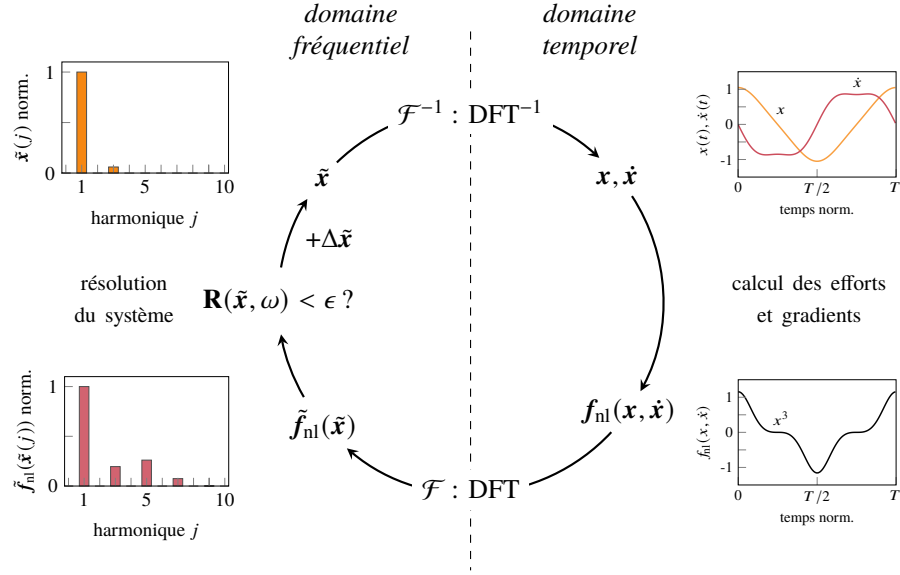 domaine
fréquentiel
domaine
temporel
1
0
1
5
10
x̃(j) norm.
harmonique j
ℱ⁻¹ : DFT⁻¹
x̃
x, ẋ
+Δx̃
1
0
-1
0
T/2
T
x
ẋ
x(t), ẋ(t)
temps norm.
résolution
du système
R(x̃, ω) < ϵ ?
calcul des efforts
et gradients
1
0
1
5
10
f̃nl(x̃(j)) norm.
harmonique j
f̃nl(x̃)
fnl(x, ẋ)
ℱ : DFT
1
0
-1
0
T/2
T
x³
fnl(x, ẋ)
temps norm.